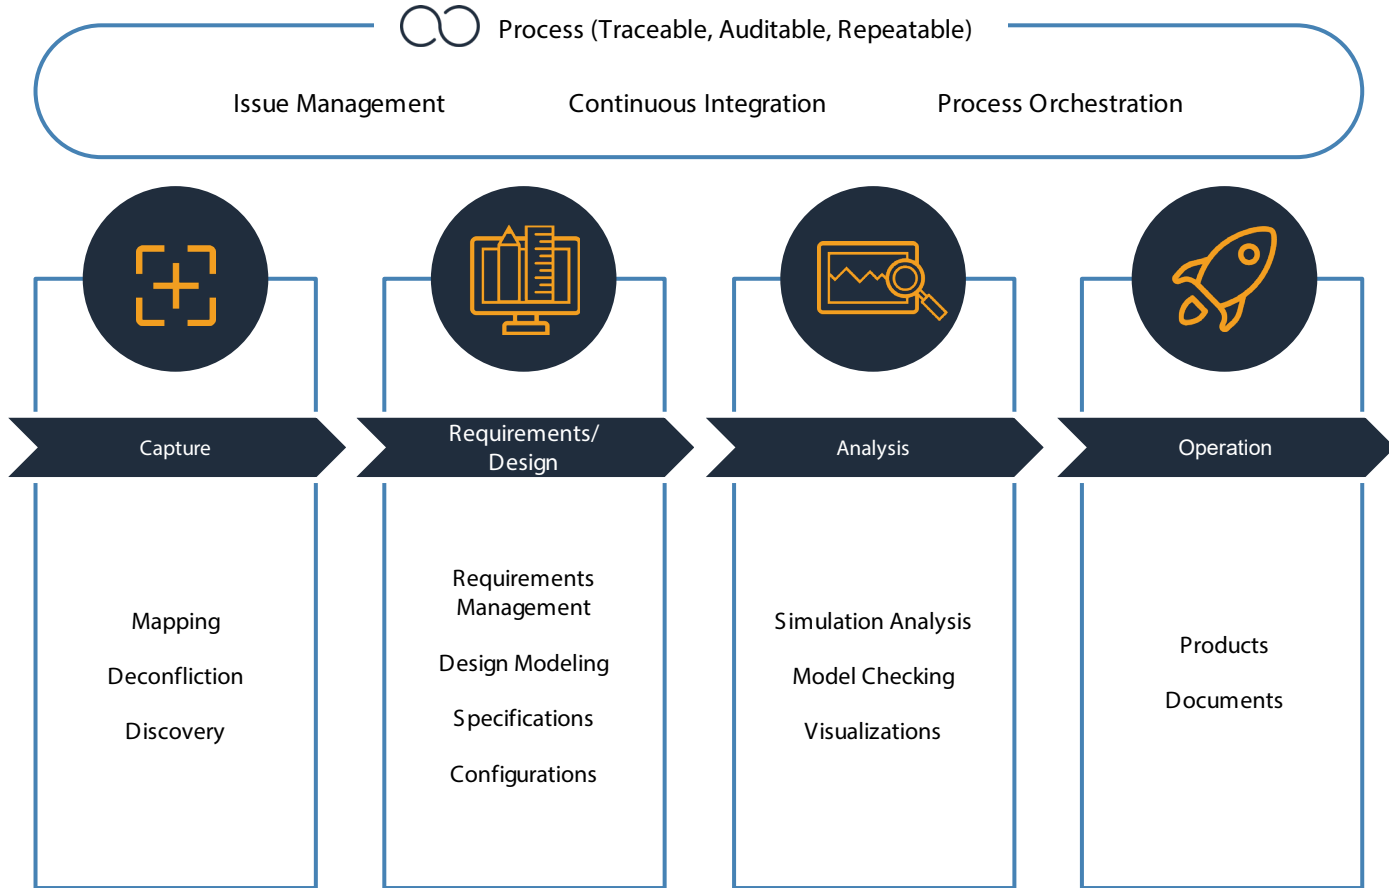 Process (Traceable, Auditable, Repeatable)
Issue Management
Continuous Integration
Process Orchestration
Capture
Requirements/
Design
Analysis
Operation
Mapping
Deconfliction
Discovery
Requirements
Management
Design Modeling
Specifications
Configurations
Simulation Analysis
Model Checking
Visualizations
Products
Documents